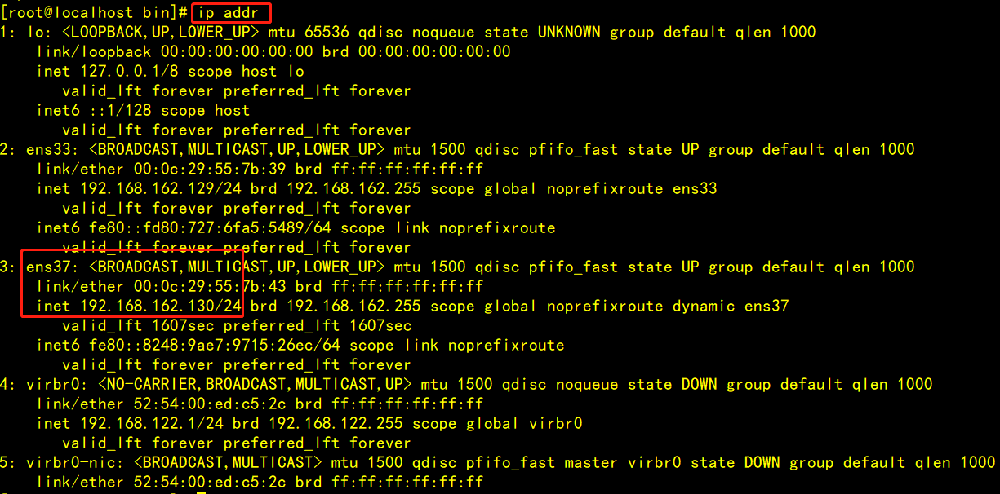 [root@localhost bin]# ip addr
1: lo: <LOOPBACK,UP,LOWER_UP> mtu 65536 qdisc noqueue state UNKNOWN group default qlen 1000
link/loopback 00:00:00:00:00:00 brd 00:00:00:00:00:00
inet 127.0.0.1/8 scope host lo
valid_lft forever preferred_lft forever
inet6 ::1/128 scope host
valid_lft forever preferred_lft forever
2: ens33: <BROADCAST,MULTICAST,UP,LOWER_UP> mtu 1500 qdisc pfifo_fast state UP group default qlen 1000
link/ether 00:0c:29:55:7b:39 brd ff:ff:ff:ff:ff:ff
inet 192.168.162.129/24 brd 192.168.162.255 scope global noprefixroute ens33
valid_lft forever preferred_lft forever
inet6 fe80::fd80:727:6fa5:5489/64 scope link noprefixroute
valid_lft forever preferred_lft forever
3: ens37: <BROADCAST,MULTICAST,UP,LOWER_UP> mtu 1500 qdisc pfifo_fast state UP group default qlen 1000
link/ether 00:0c:29:55:7b:43 brd ff:ff:ff:ff:ff:ff
inet 192.168.162.130/24 brd 192.168.162.255 scope global noprefixroute dynamic ens37
valid_lft 1607sec preferred_lft 1607sec
inet6 fe80::8248:9ae7:9715:26ec/64 scope link noprefixroute
valid_lft forever preferred_lft forever
4: virbr0: <NO-CARRIER,BROADCAST,MULTICAST,UP> mtu 1500 qdisc noqueue state DOWN group default qlen 1000
link/ether 52:54:00:ed:c5:2c brd ff:ff:ff:ff:ff:ff
inet 192.168.122.1/24 brd 192.168.122.255 scope global virbr0
valid_lft forever preferred_lft forever
5: virbr0-nic: <BROADCAST,MULTICAST> mtu 1500 qdisc pfifo_fast master virbr0 state DOWN group default qlen 1000
link/ether 52:54:00:ed:c5:2c brd ff:ff:ff:ff:ff:ff